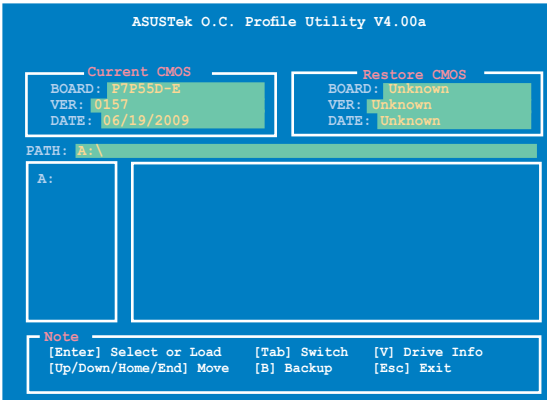 ASUSTek O.C. Profile Utility V4.00a
Current CMOS
BOARD: P7P55D-E
VER: 0157
DATE: 06/19/2009
Restore CMOS
BOARD: Unknown
VER: Unknown
DATE: Unknown
PATH: A:\
A:
Note
[Enter] Select or Load [Tab] Switch [V] Drive Info
[Up/Down/Home/End] Move [B] Backup [Esc] Exit